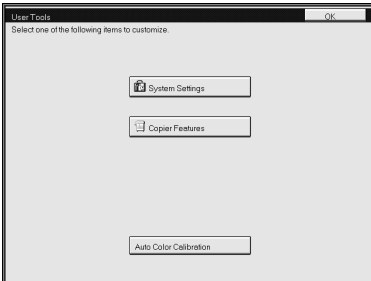 User Tools
OK
Select one of the following items to customize.
System Settings
Copier Features
Auto Color Calibration